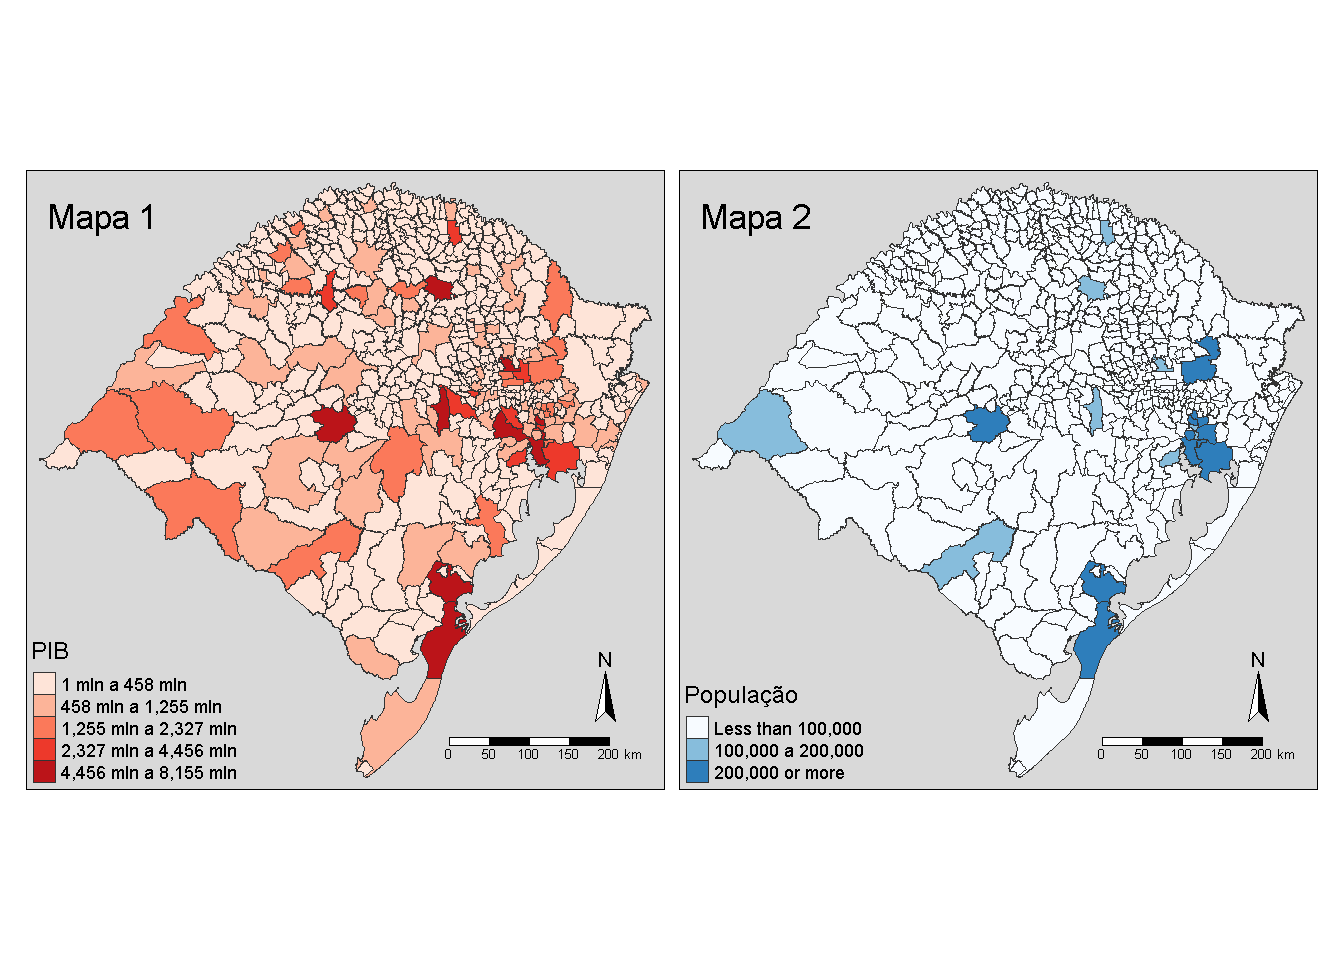 Mapa 1
PIB
1 mln a 458 mln
458 mln a 1,255 mln
1,255 mln a 2,327 mln
2,327 mln a 4,456 mln
4,456 mln a 8,155 mln
N
0 50 100 150 200 km
Mapa 2
População
Less than 100,000
100,000 a 200,000
200,000 or more
N
0 50 100 150 200 km